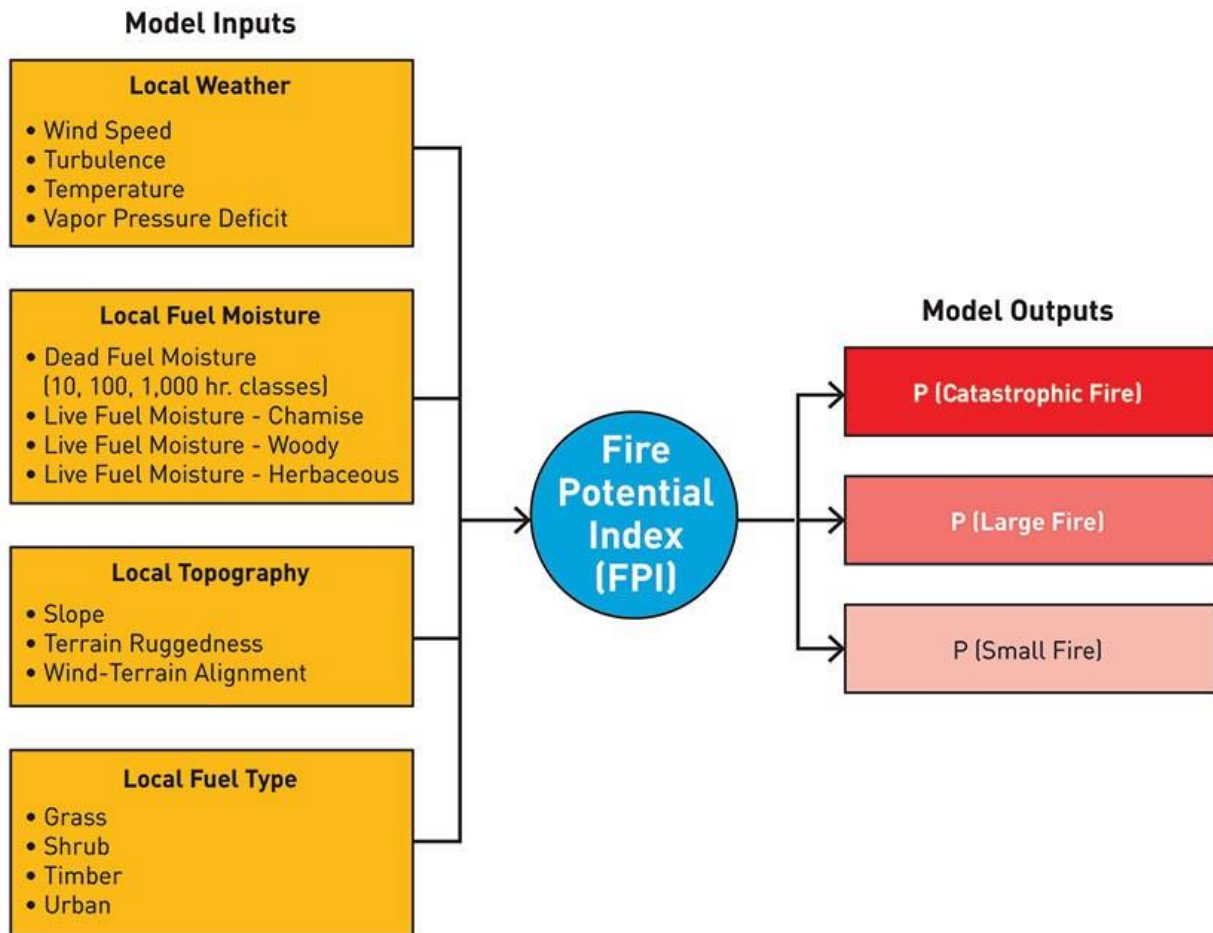 Model Inputs
Local Weather
• Wind Speed
• Turbulence
• Temperature
• Vapor Pressure Deficit
Local Fuel Moisture
• Dead Fuel Moisture
(10, 100, 1,000 hr. classes)
• Live Fuel Moisture - Chamise
• Live Fuel Moisture - Woody
• Live Fuel Moisture - Herbaceous
Local Topography
• Slope
• Terrain Ruggedness
• Wind-Terrain Alignment
Local Fuel Type
• Grass
• Shrub
• Timber
• Urban
Fire
Potential
Index
(FPI)
Model Outputs
P (Catastrophic Fire)
P (Large Fire)
P (Small Fire)